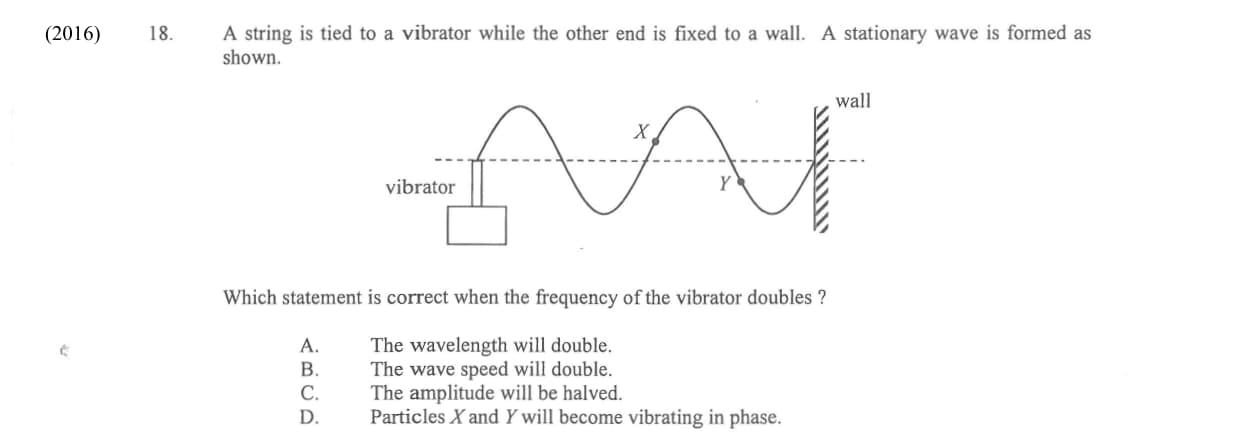 (2016) 18. A string is tied to a vibrator while the other end is fixed to a wall. A stationary wave is formed as
shown.
wall
X
vibrator
Y
Which statement is correct when the frequency of the vibrator doubles ?
A. The wavelength will double.
B. The wave speed will double.
C. The amplitude will be halved.
D. Particles X and Y will become vibrating in phase.